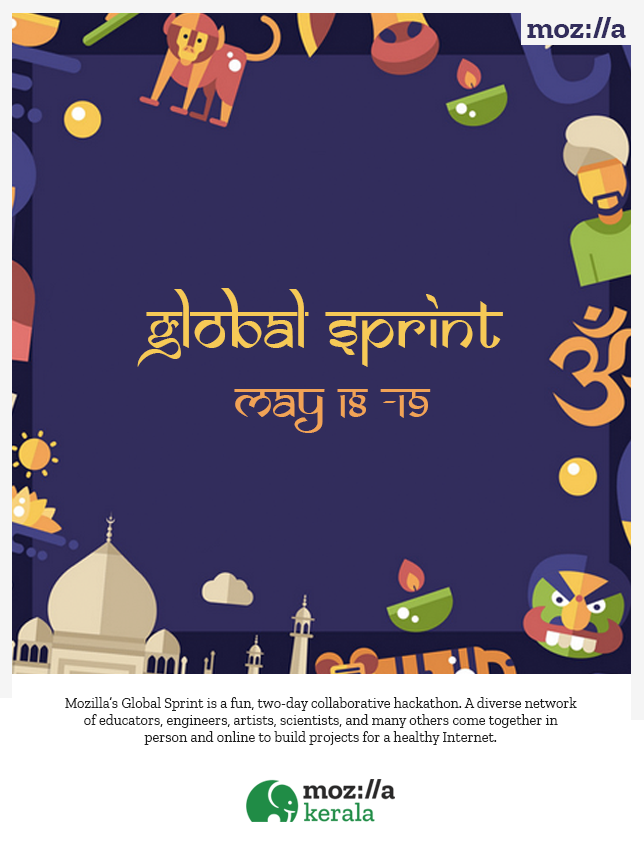 moz://a
Global Sprint
May 18 -19
ॐ
Mozilla's Global Sprint is a fun, two-day collaborative hackathon. A diverse network
of educators, engineers, artists, scientists, and many others come together in
person and online to build projects for a healthy Internet.
moz://a
kerala